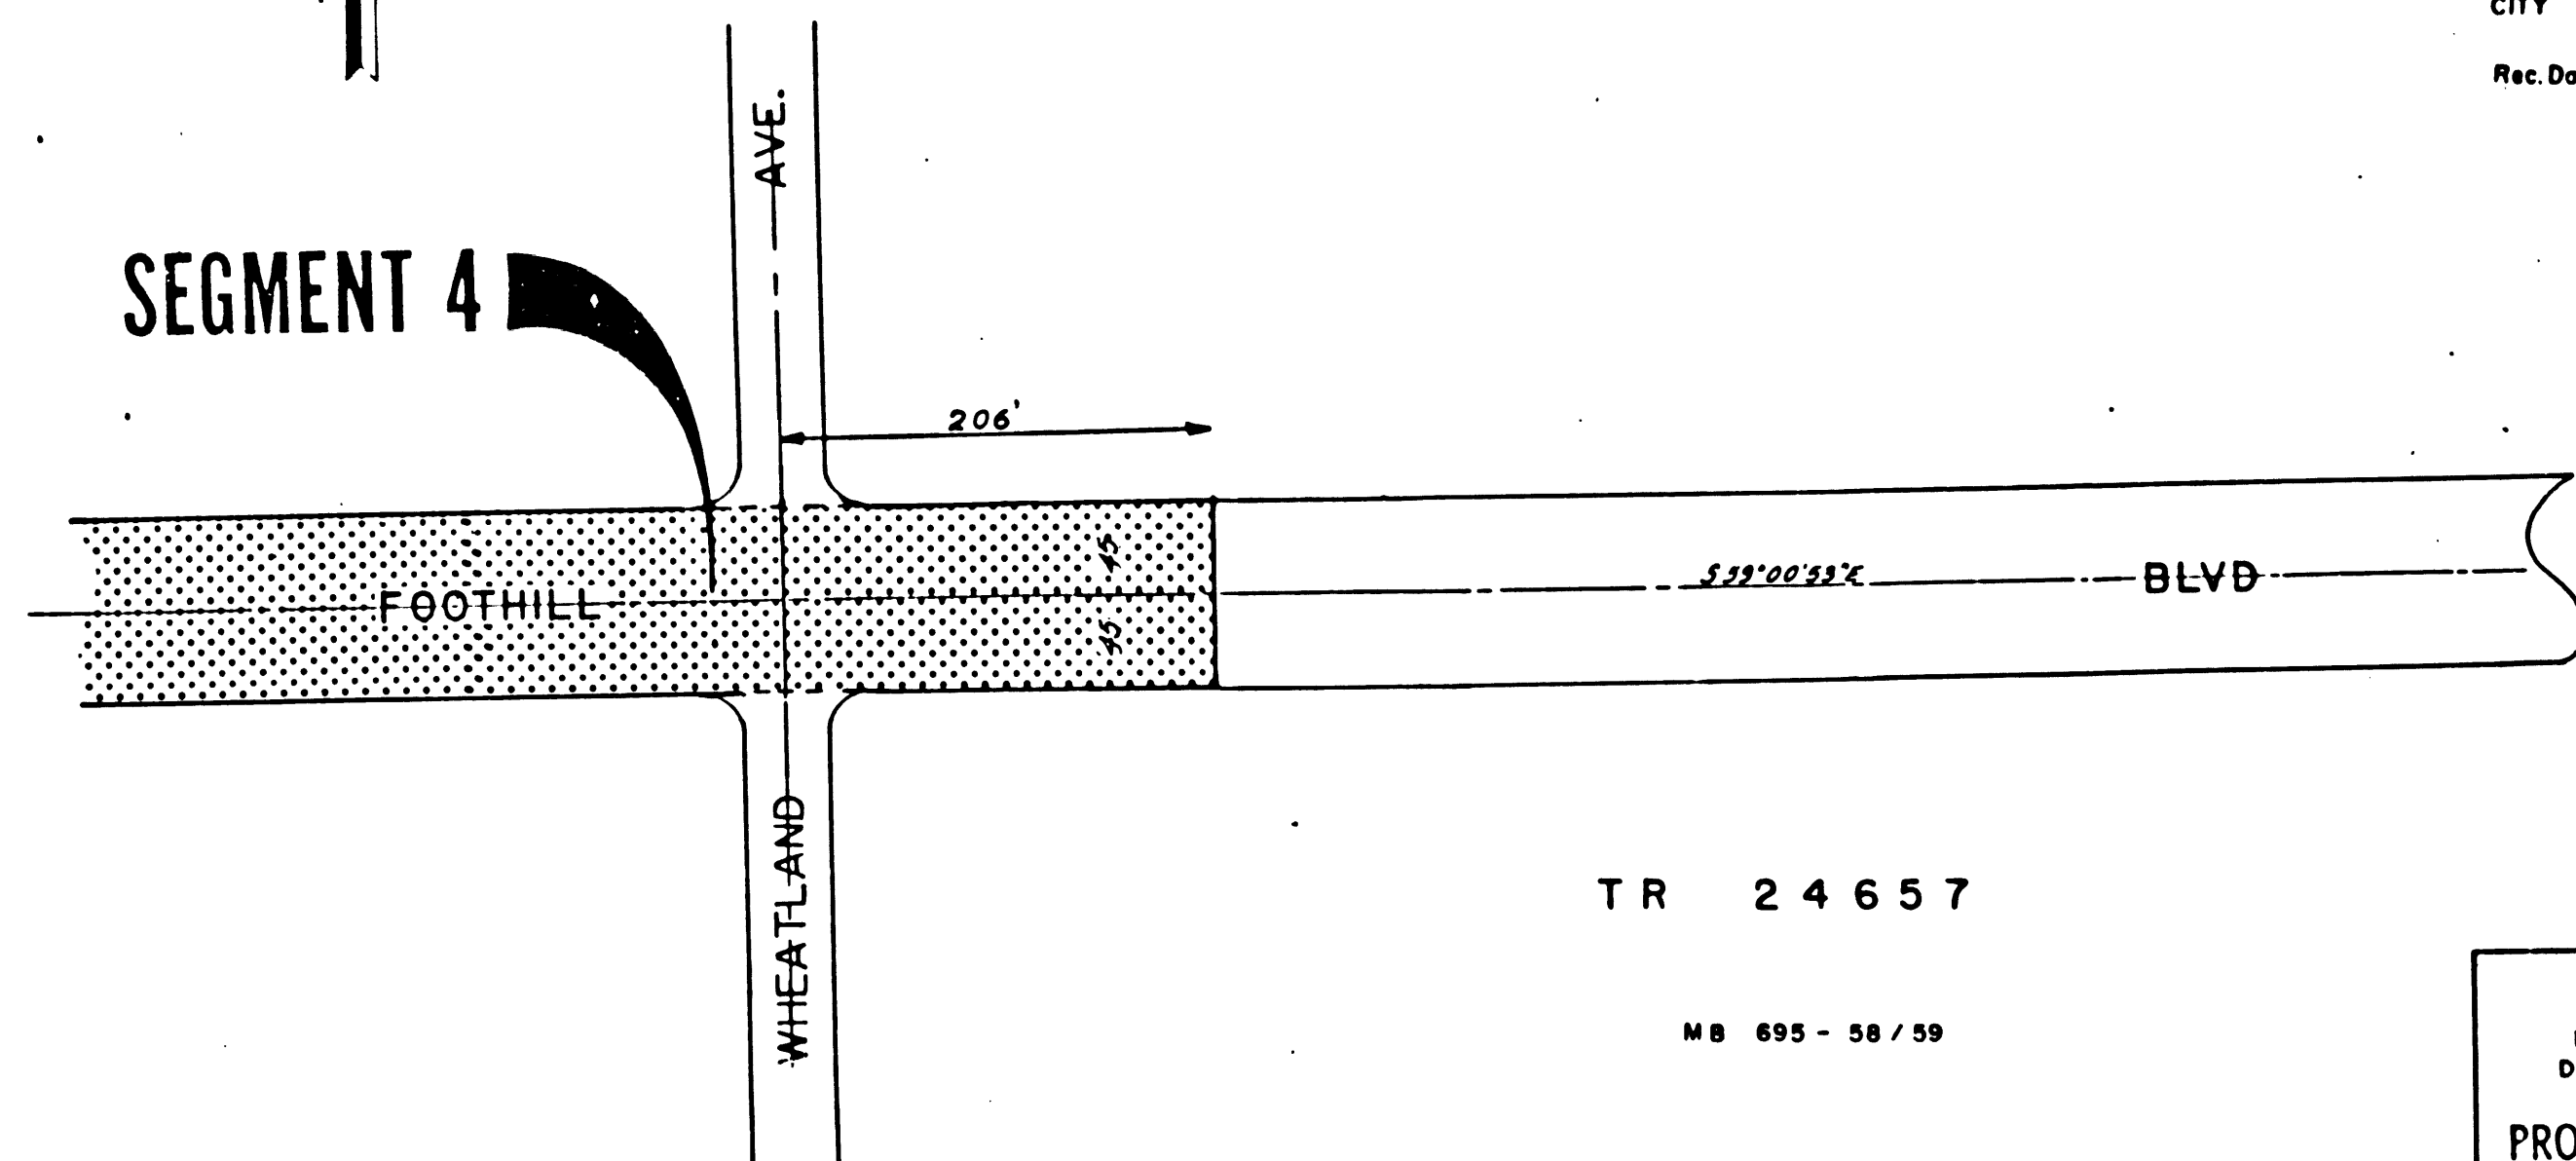 CITY
Rec. Da
AVE.
SEGMENT 4
206'
45
S 59°00'59"E
BLVD
FOOTHILL
45
WHEATLAND
TR 24657
MB 695 - 58 / 59
D
PRO